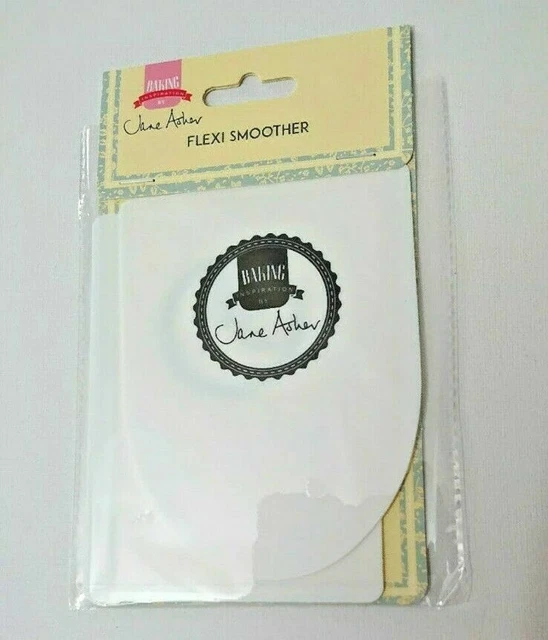 BAKING
INSPIRATION
BY
Jane Asher
FLEXI SMOOTHER
BAKING
INSPIRATION
BY
Jane Asher